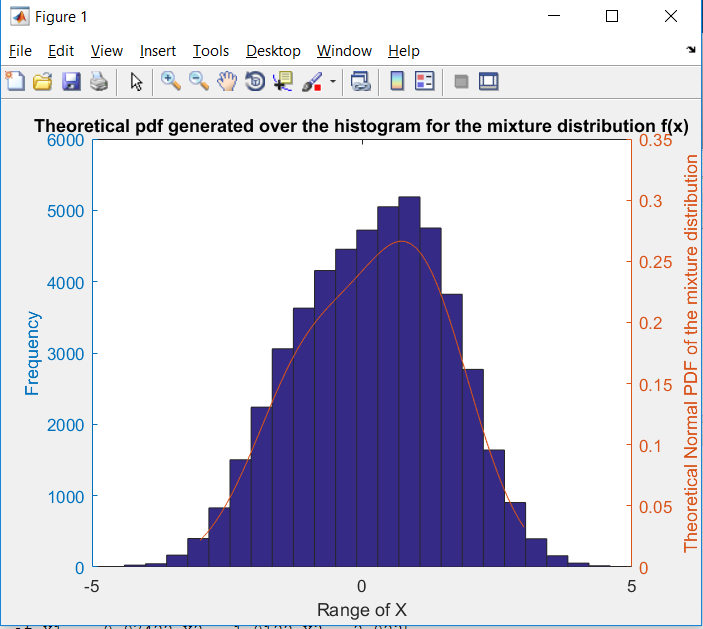 Figure 1
File Edit View Insert Tools Desktop Window Help
Theoretical pdf generated over the histogram for the mixture distribution f(x)
6000
5000
4000
3000
2000
1000
0
Frequency
0.35
0.3
0.25
0.2
0.15
0.1
0.05
0
Theoretical Normal PDF of the mixture distribution
-5 0 5
Range of X